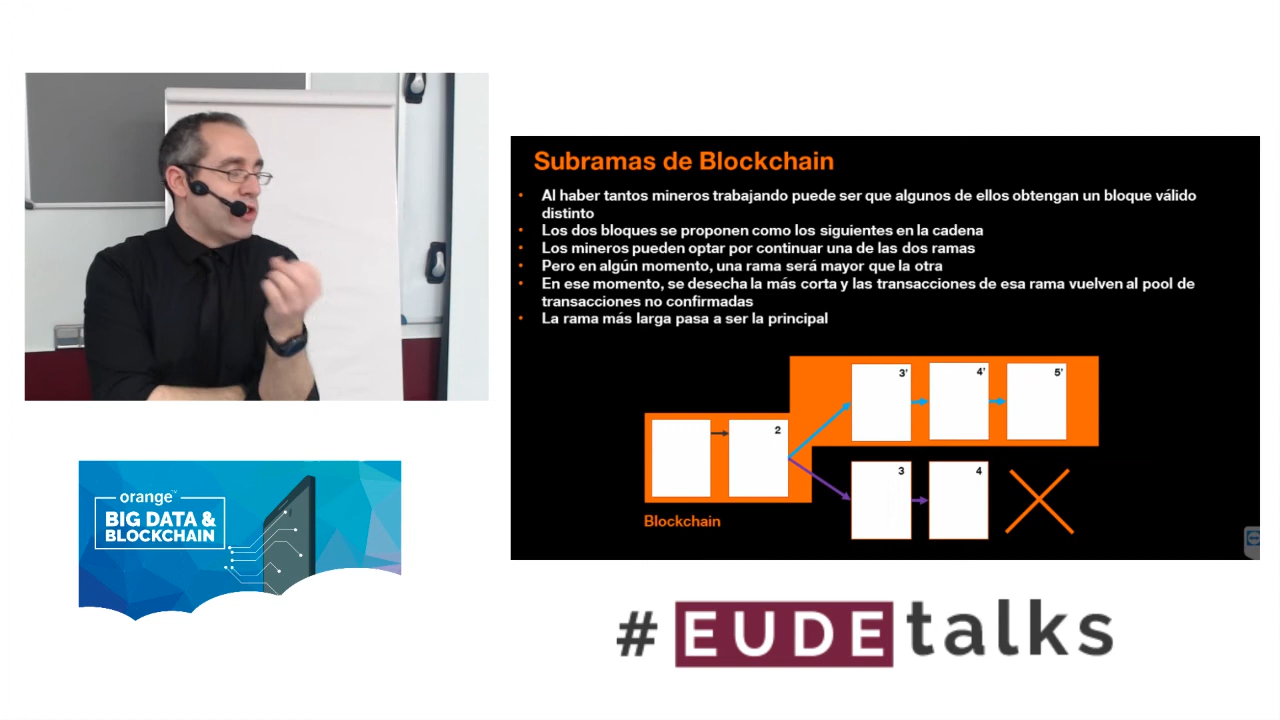 Subramas de Blockchain
• Al haber tantos mineros trabajando puede ser que algunos de ellos obtengan un bloque válido
distinto
• Los dos bloques se proponen como los siguientes en la cadena
• Los mineros pueden optar por continuar una de las dos ramas
• Pero en algún momento, una rama será mayor que la otra
• En ese momento, se desecha la más corta y las transacciones de esa rama vuelven al pool de
transacciones no confirmadas
• La rama más larga pasa a ser la principal
3' 4' 5'
2
3 4
Blockchain
orange™
BIG DATA &
BLOCKCHAIN
# EUDE talks